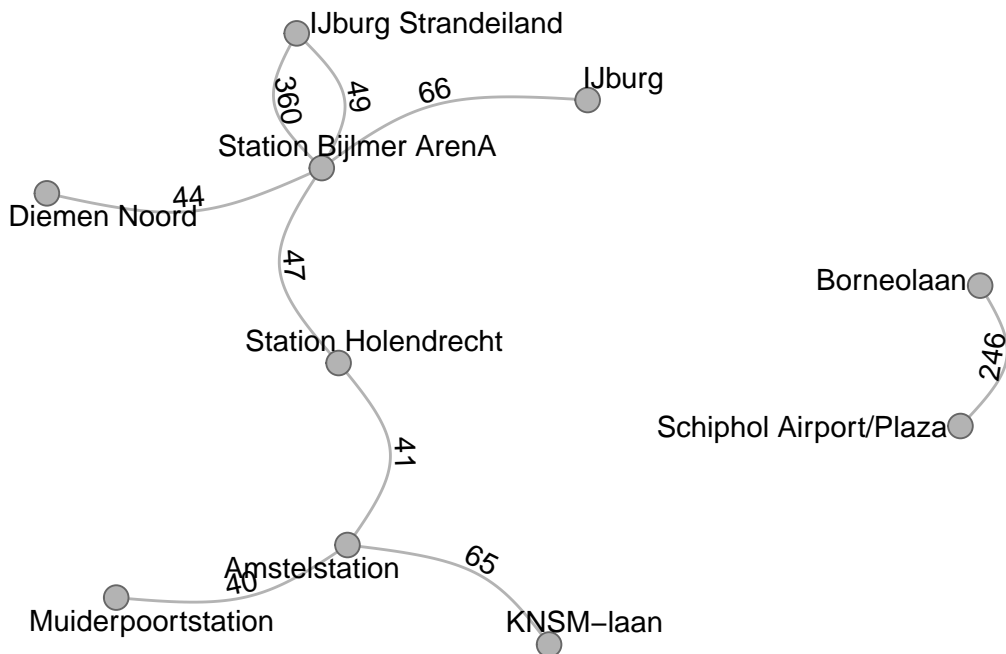 IJburg Strandeiland
360
49
66
IJburg
Station Bijlmer ArenA
44
Diemen Noord
47
Borneolaan
Station Holendrecht
246
Schiphol Airport/Plaza
41
65
Amstelstation
40
Muiderpoortstation
KNSM−laan